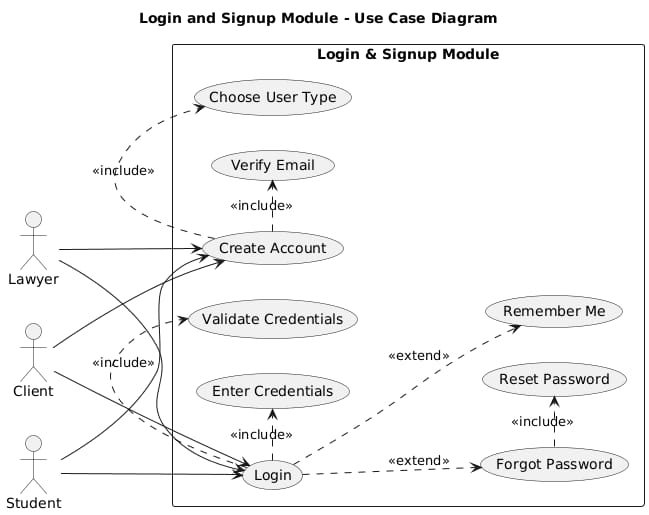 Login and Signup Module - Use Case Diagram
Login & Signup Module
Choose User Type
Verify Email
«include»
«include»
Create Account
Lawyer
Validate Credentials
Remember Me
«include»
«extend»
Client
Enter Credentials
Reset Password
«include»
«include»
«extend»
Login
Forgot Password
Student